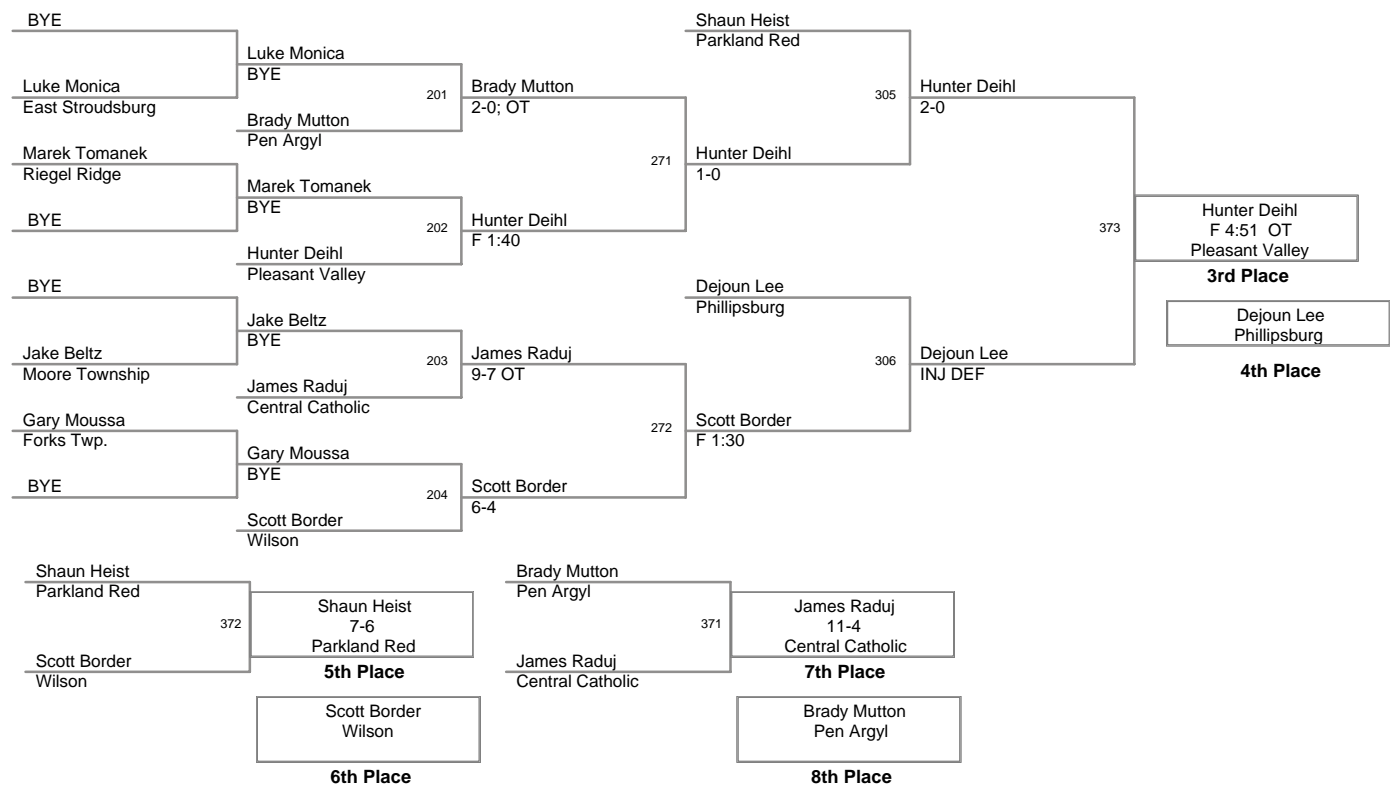 BYE
Luke Monica
East Stroudsburg
Marek Tomanek
Riegel Ridge
BYE
BYE
Jake Beltz
Moore Township
Gary Moussa
Forks Twp.
BYE
Luke Monica
BYE
201
Brady Mutton
Pen Argyl
Marek Tomanek
BYE
202
Hunter Deihl
Pleasant Valley
Jake Beltz
BYE
203
James Raduj
Central Catholic
Gary Moussa
BYE
204
Scott Border
Wilson
Brady Mutton
2-0; OT
271
Hunter Deihl
F 1:40
James Raduj
9-7 OT
272
Scott Border
6-4
Shaun Heist
Parkland Red
305
Hunter Deihl
1-0
Dejoun Lee
Phillipsburg
306
Scott Border
F 1:30
Hunter Deihl
2-0
373
Dejoun Lee
INJ DEF
Hunter Deihl
F 4:51 OT
Pleasant Valley
3rd Place
Dejoun Lee
Phillipsburg
4th Place
Shaun Heist
Parkland Red
372
Scott Border
Wilson
Shaun Heist
7-6
Parkland Red
5th Place
Scott Border
Wilson
6th Place
Brady Mutton
Pen Argyl
371
James Raduj
Central Catholic
James Raduj
11-4
Central Catholic
7th Place
Brady Mutton
Pen Argyl
8th Place